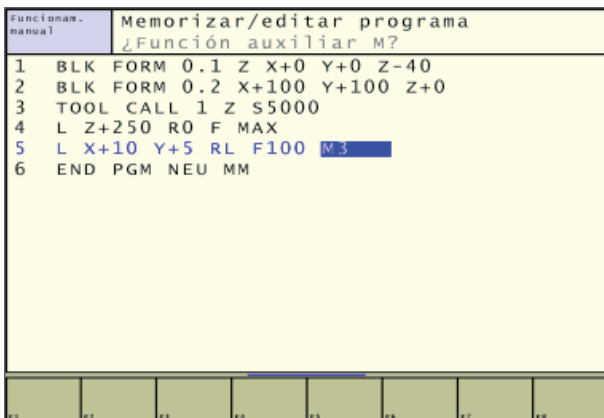 Funcionam.
manual
Memorizar/editar programa
¿Función auxiliar M?
1 BLK FORM 0.1 Z X+0 Y+0 Z-40
2 BLK FORM 0.2 X+100 Y+100 Z+0
3 TOOL CALL 1 Z S5000
4 L Z+250 R0 F MAX
5 L X+10 Y+5 RL F100 M3
6 END PGM NEU MM